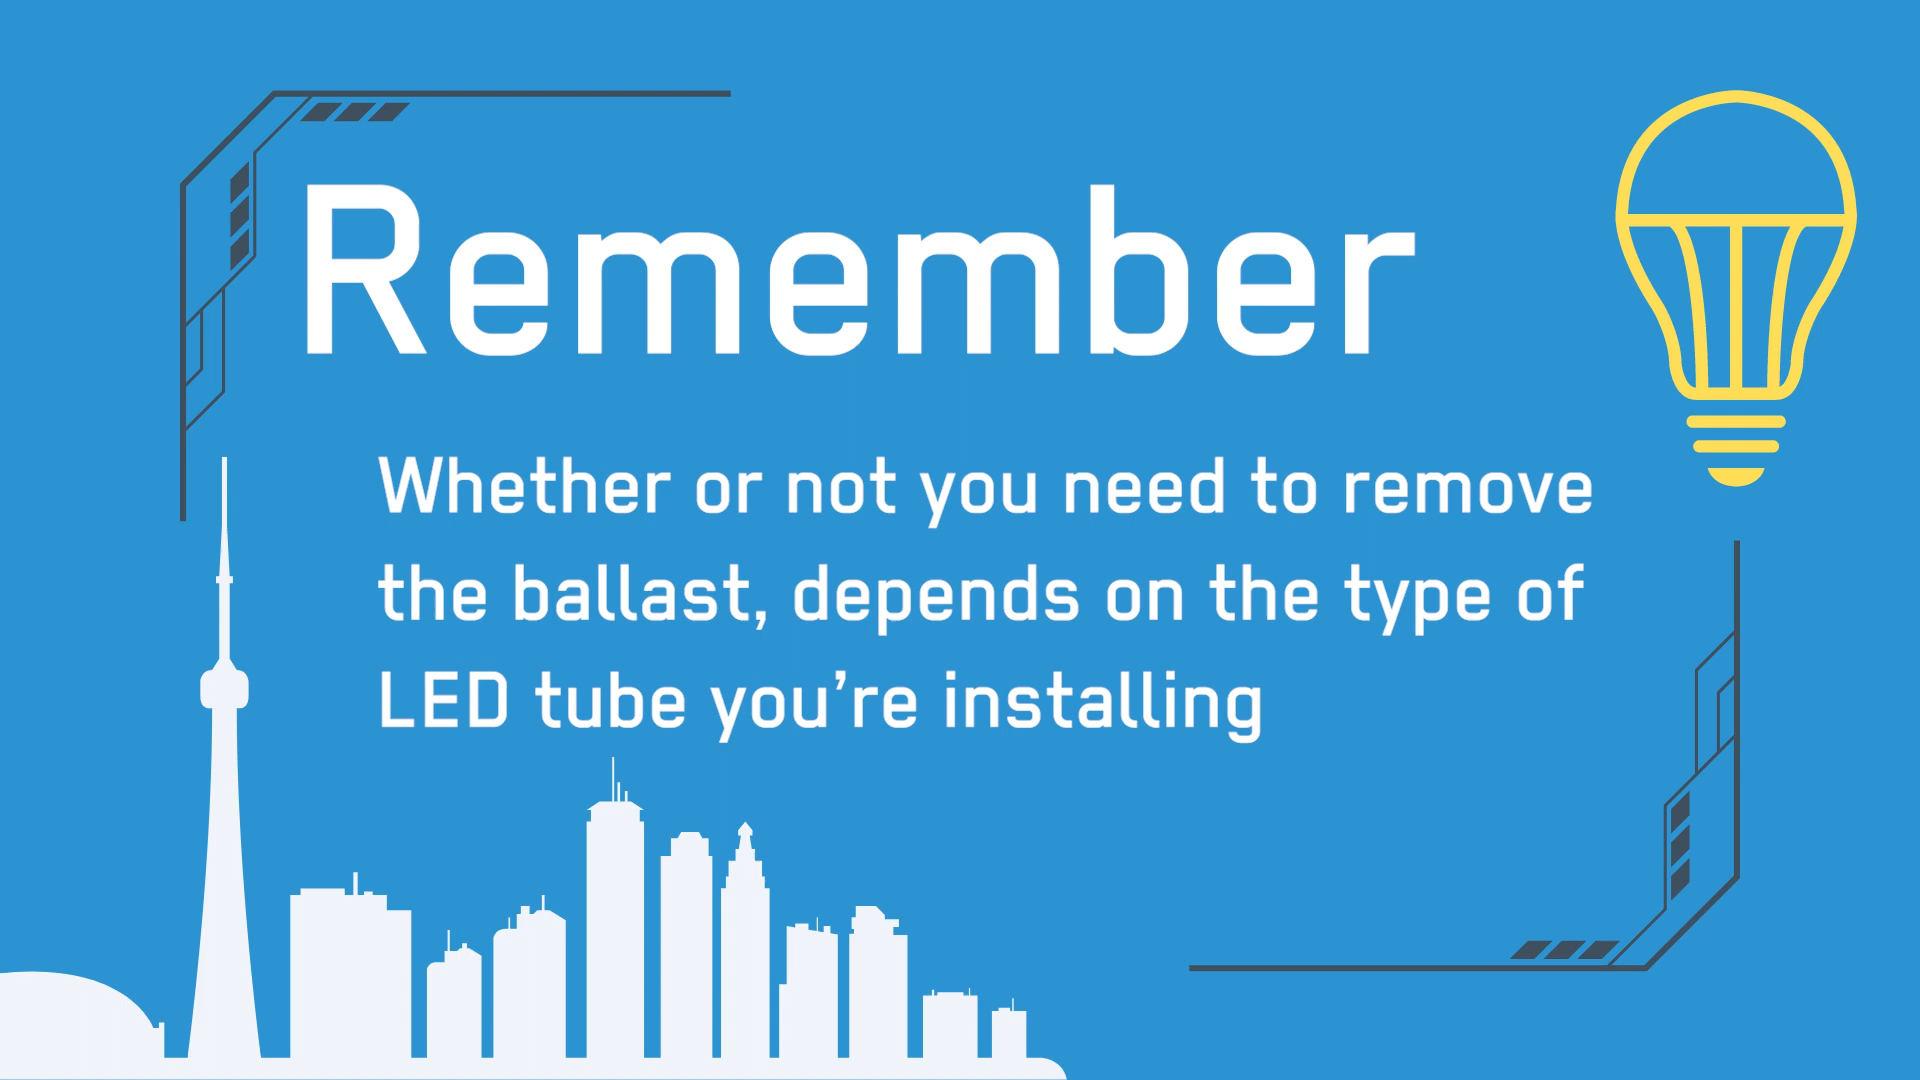 Remember
Whether or not you need to remove
the ballast, depends on the type of
LED tube you’re installing